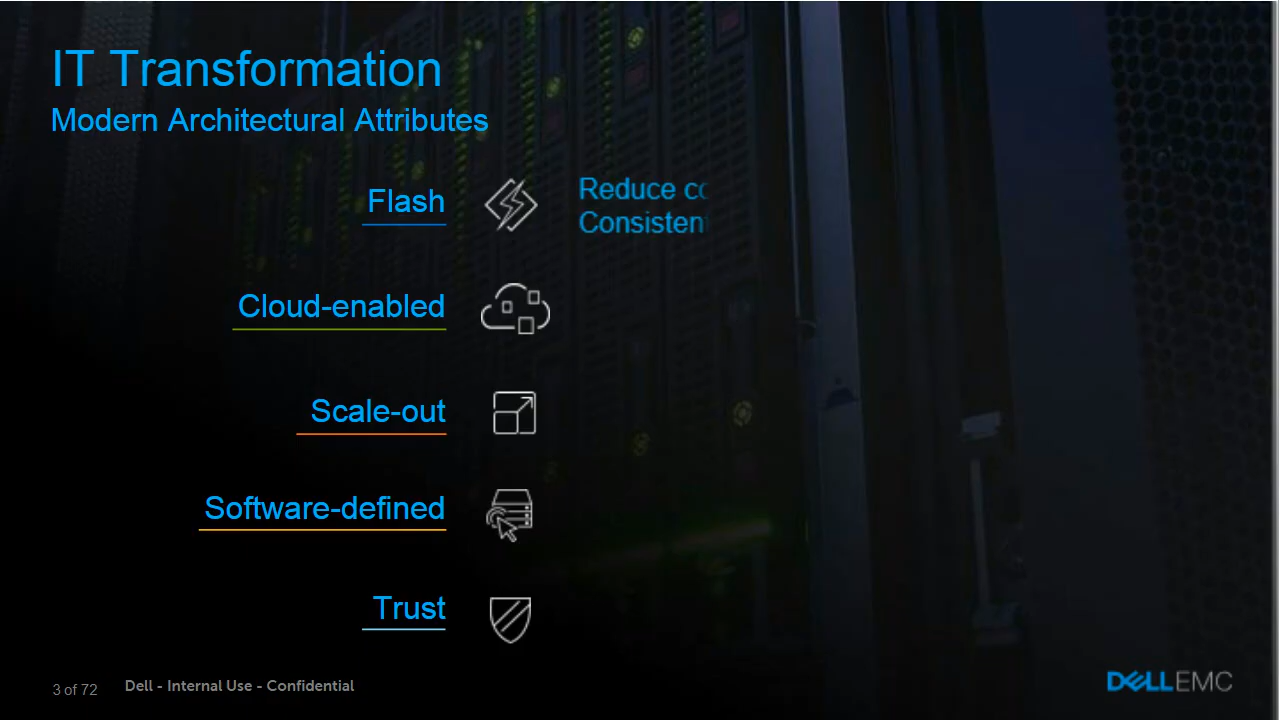 IT Transformation
Modern Architectural Attributes
Flash
Reduce
Cloud-enabled
Scale-out
Software-defined
Trust
3 of 72
Dell - Internal Use - Confidential
DELLEMC